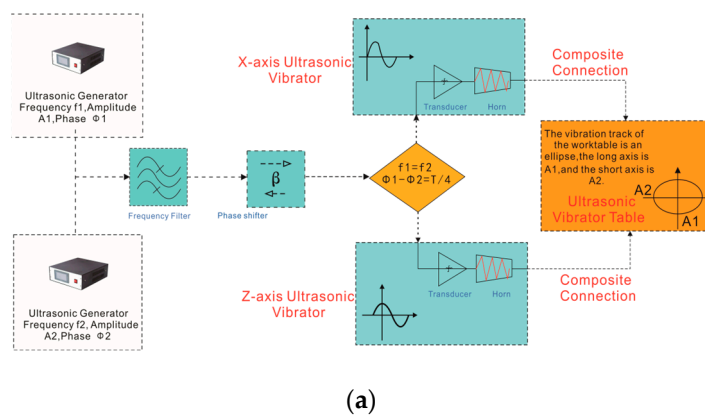 Ultrasonic Generator
Frequency f1,Amplitude
A1,Phase Φ1
Frequency Filter
β
Phase shifter
f1=f2
Φ1-Φ2=T/4
X-axis Ultrasonic
Vibrator
Transducer
Horn
Composite
Connection
The vibration track of
the worktable is an
ellipse,the long axis is
A1,and the short axis is
A2.
A2
A1
Ultrasonic
Vibrator Table
Ultrasonic Generator
Frequency f2, Amplitude
A2,Phase Φ2
Z-axis Ultrasonic
Vibrator
Transducer
Horn
Composite
Connection
(a)